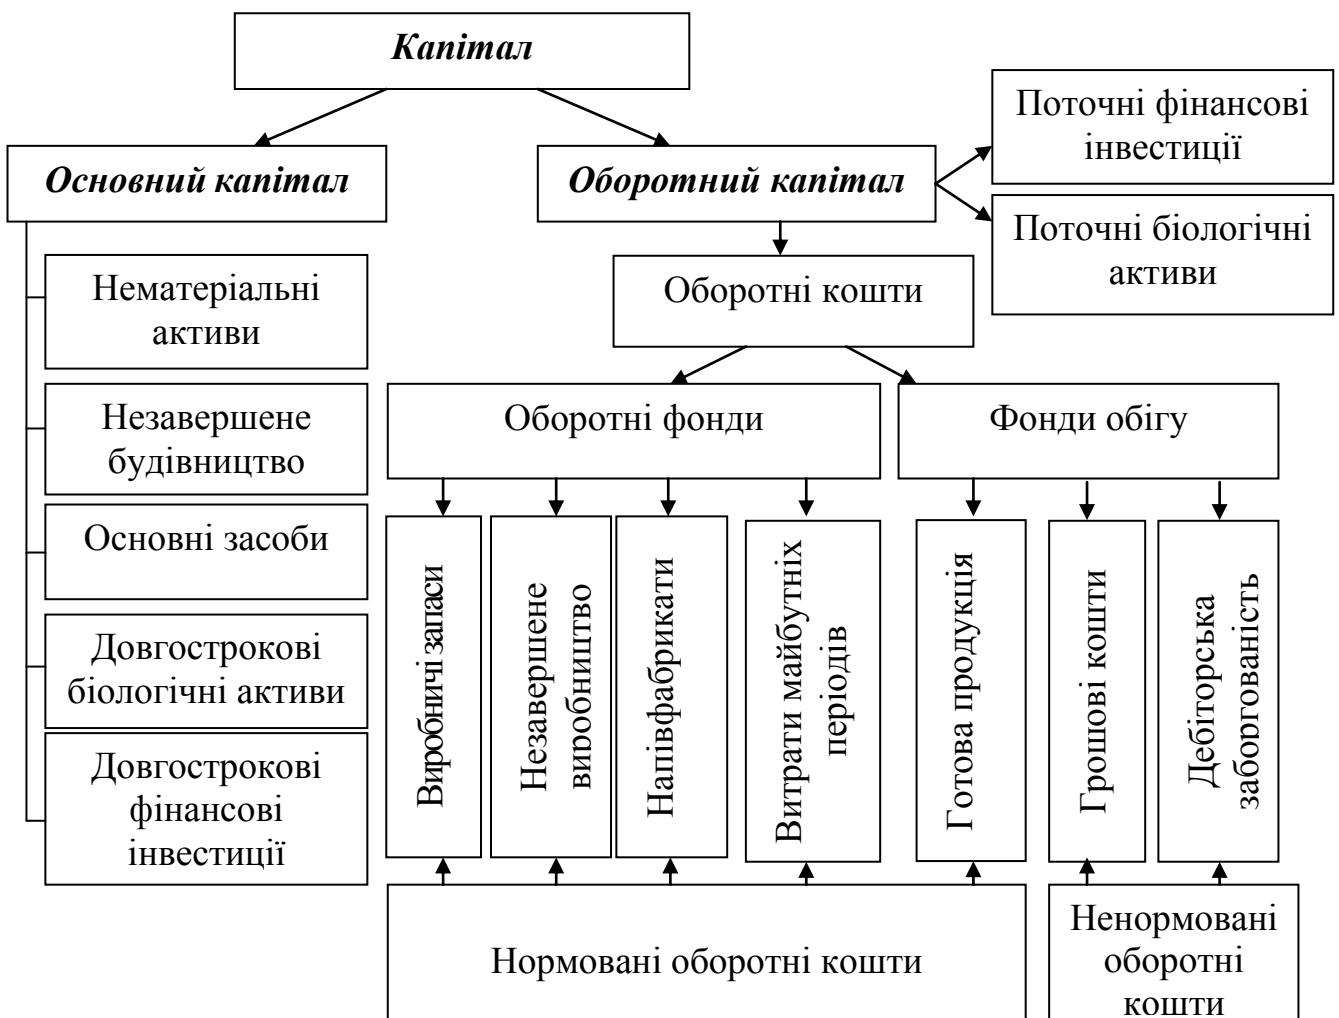 Капітал
Поточні фінансові
інвестиції
Основний капітал
Оборотний капітал
Поточні біологічні
активи
Нематеріальні
активи
Оборотні кошти
Незавершене
будівництво
Оборотні фонди
Фонди обігу
Основні засоби
Довгострокові
біологічні активи
Довгострокові
фінансові
інвестиції
Виробничі запаси
Незавершене
виробництво
Напівфабрикати
Витрати майбутніх
періодів
Готова продукція
Грошові кошти
Дебіторська
заборгованість
Нормовані оборотні кошти
Ненормовані
оборотні
кошти